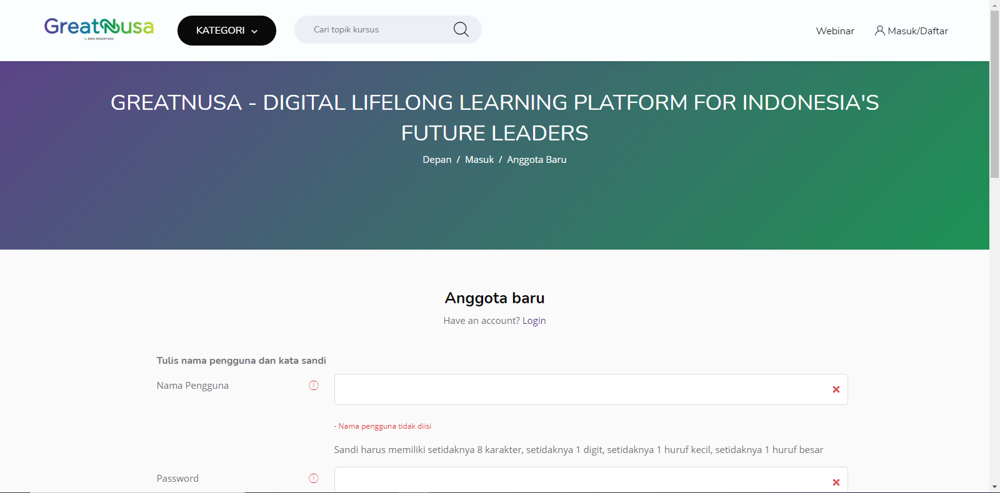 GreatNusa
by BINA NUSANTARA
KATEGORI
Cari topik kursus
Webinar
Masuk/Daftar
GREATNUSA - DIGITAL LIFELONG LEARNING PLATFORM FOR INDONESIA'S
FUTURE LEADERS
Depan / Masuk / Anggota Baru
Anggota baru
Have an account? Login
Tulis nama pengguna dan kata sandi
Nama Pengguna
- Nama pengguna tidak diisi
Sandi harus memiliki setidaknya 8 karakter, setidaknya 1 digit, setidaknya 1 huruf kecil, setidaknya 1 huruf besar
Password